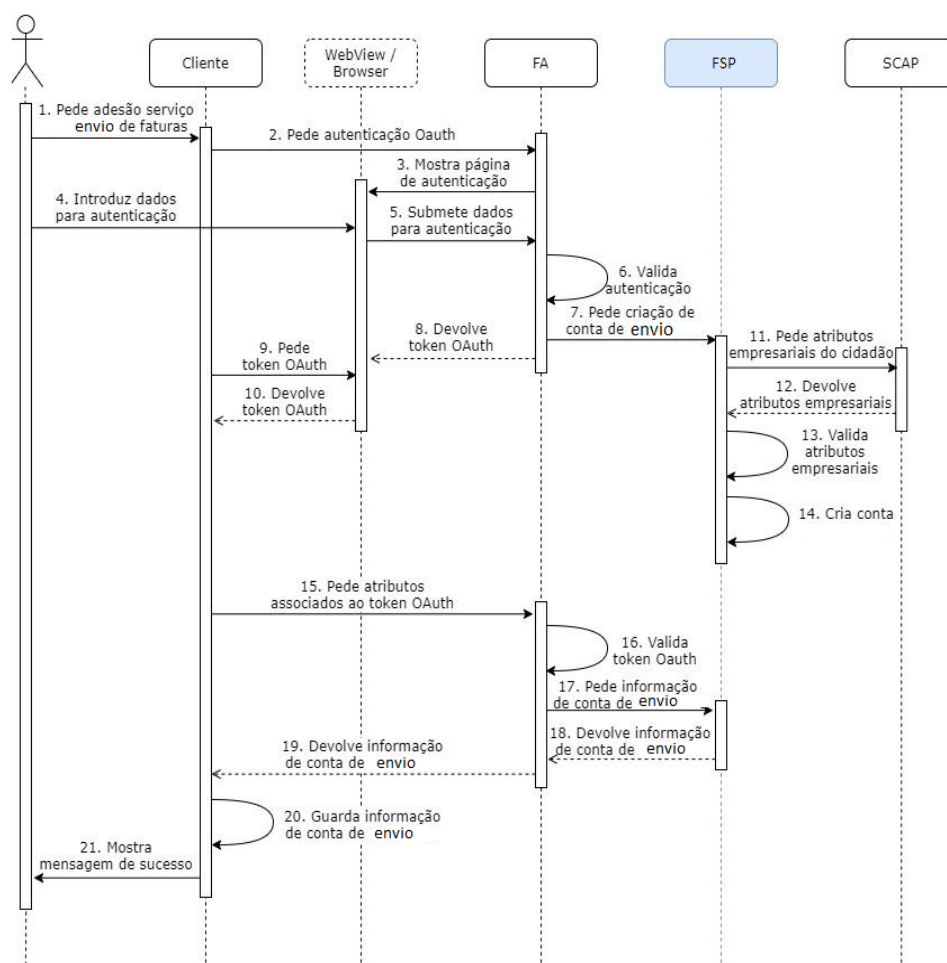 Cliente
WebView /
Browser
FA
FSP
SCAP
1. Pede adesão serviço
envio de faturas
2. Pede autenticação Oauth
3. Mostra página
de autenticação
4. Introduz dados
para autenticação
5. Submete dados
para autenticação
6. Valida
autenticação
7. Pede criação de
conta de envio
8. Devolve
token OAuth
9. Pede
token OAuth
10. Devolve
token OAuth
11. Pede atributos
empresariais do cidadão
12. Devolve
atributos empresariais
13. Valida
atributos
empresariais
14. Cria conta
15. Pede atributos
associados ao token OAuth
16. Valida
token Oauth
17. Pede informação
de conta de envio
18. Devolve informação
de conta de envio
19. Devolve informação
de conta de envio
20. Guarda informação
de conta de envio
21. Mostra
mensagem de sucesso